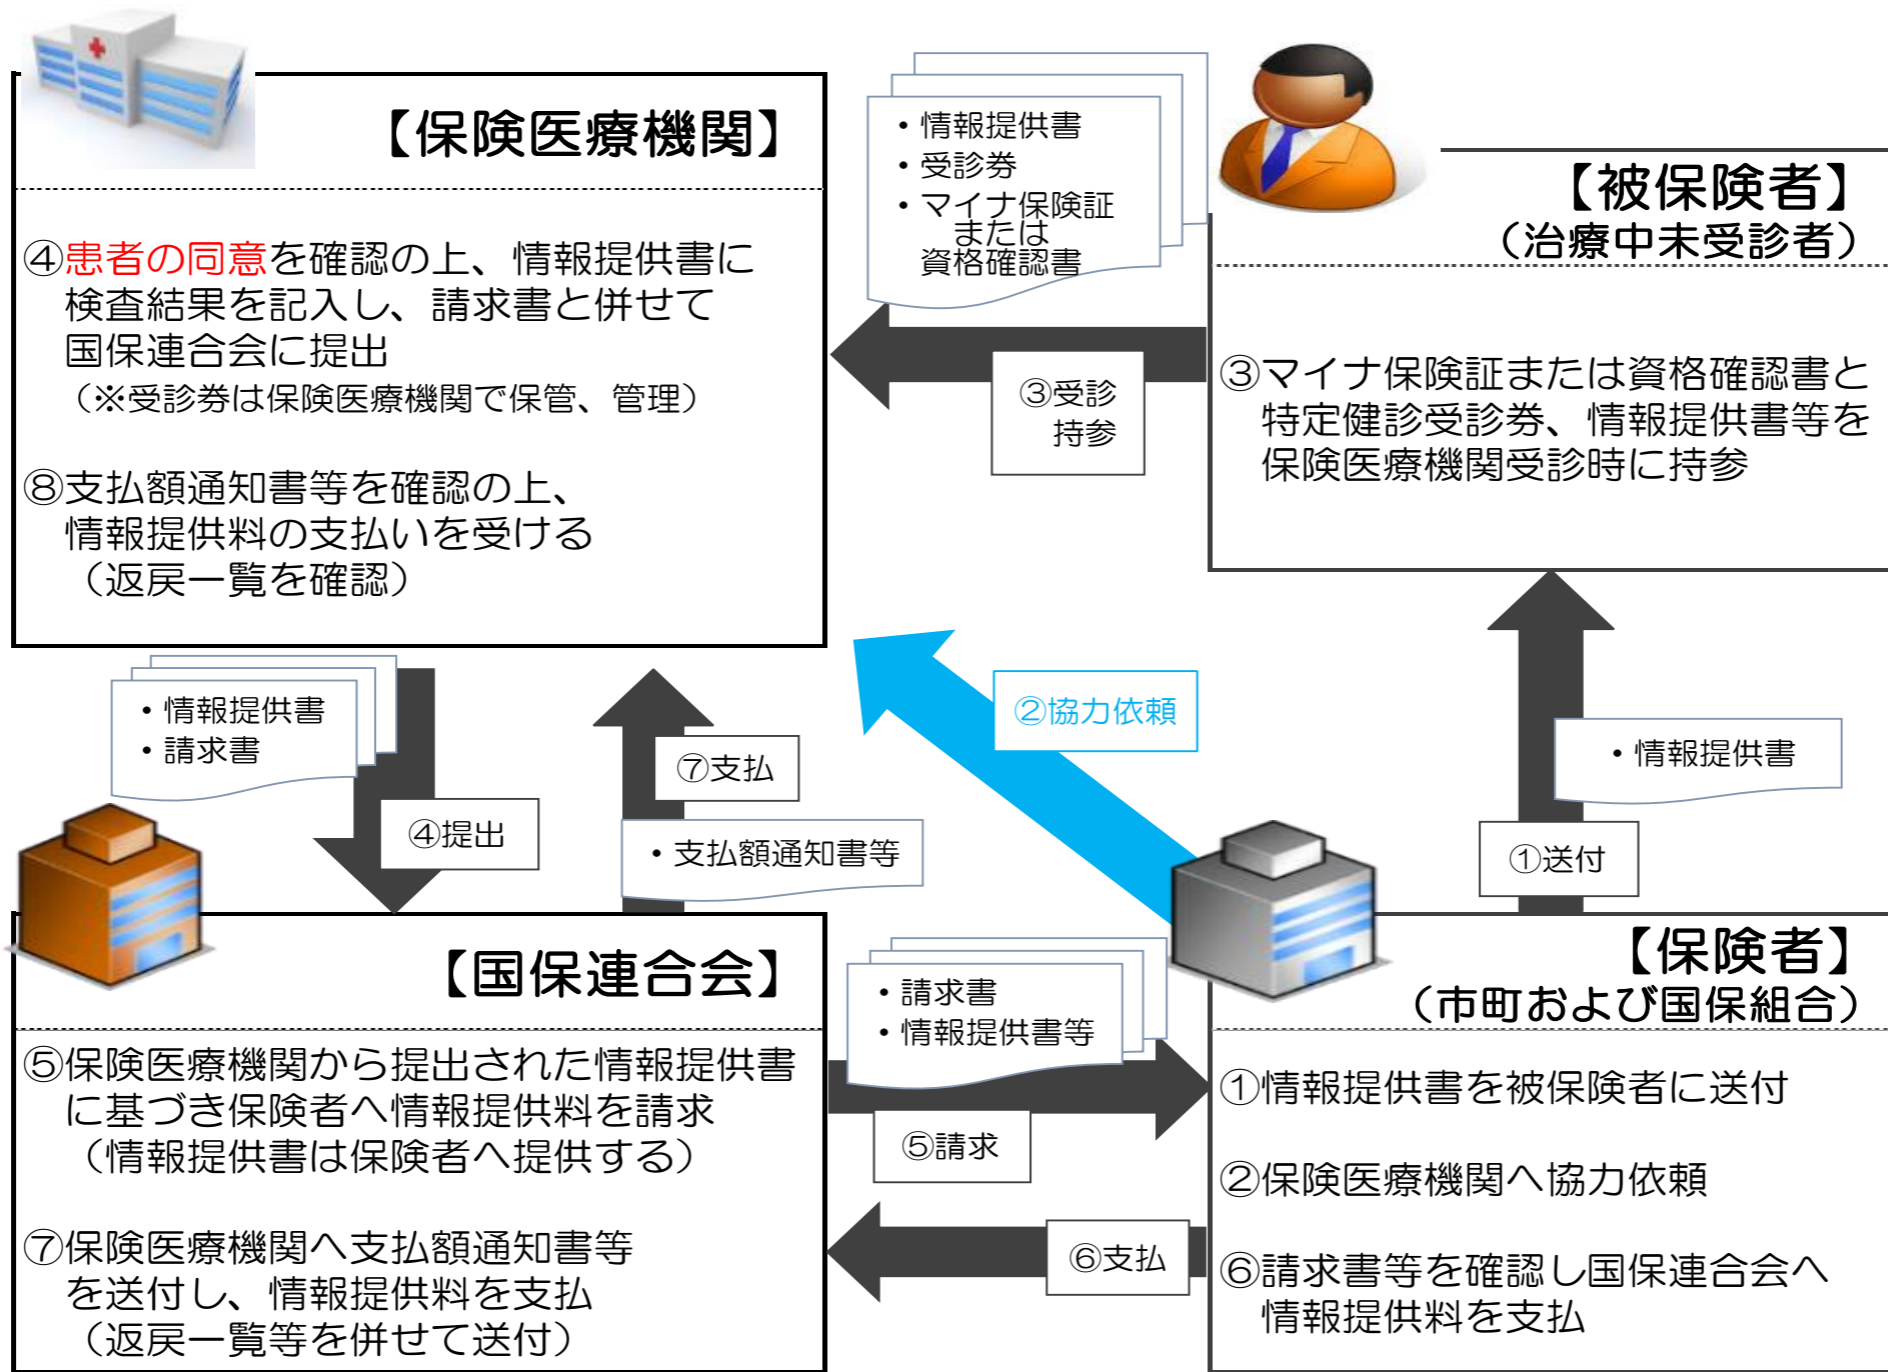 【保険医療機関】
④患者の同意を確認の上、情報提供書に
検査結果を記入し、請求書と併せて
国保連合会に提出
（※受診券は保険医療機関で保管、管理）
⑧支払額通知書等を確認の上、
情報提供料の支払いを受ける
（返戻一覧を確認）
・情報提供書
・受診券
・マイナ保険証
または
資格確認書
③受診
持参
【被保険者】
（治療中未受診者）
③マイナ保険証または資格確認書と
特定健診受診券、情報提供書等を
保険医療機関受診時に持参
・情報提供書
・請求書
④提出
⑦支払
・支払額通知書等
②協力依頼
・情報提供書
①送付
【国保連合会】
⑤保険医療機関から提出された情報提供書
に基づき保険者へ情報提供料を請求
（情報提供書は保険者へ提供する）
⑦保険医療機関へ支払額通知書等
を送付し、情報提供料を支払
（返戻一覧等を併せて送付）
・請求書
・情報提供書等
⑤請求
⑥支払
【保険者】
（市町および国保組合）
①情報提供書を被保険者に送付
②保険医療機関へ協力依頼
⑥請求書等を確認し国保連合会へ
情報提供料を支払